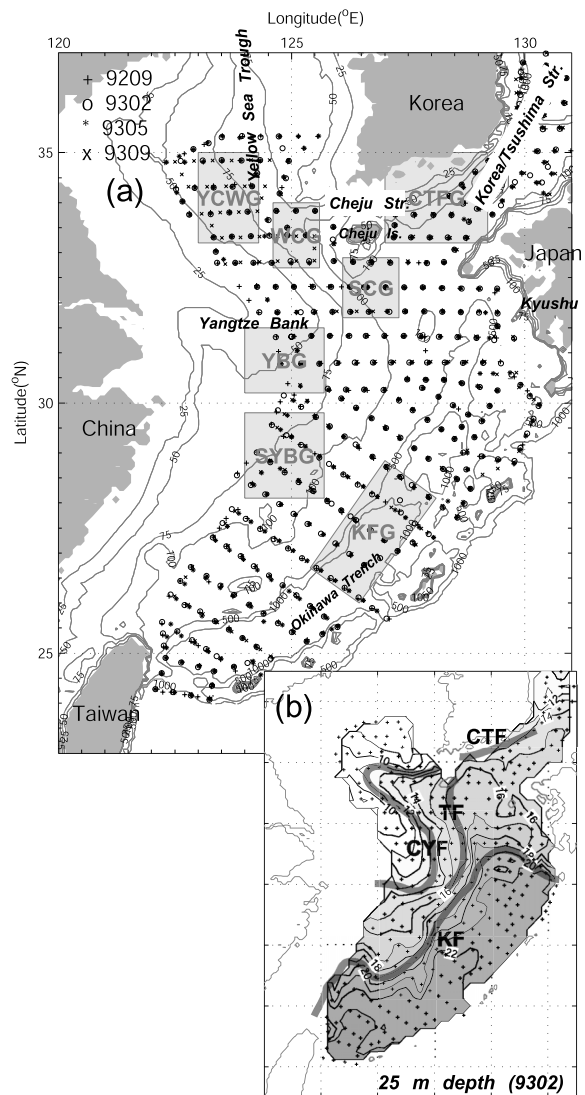 Longitude(°E)
120
125
130
+ 9209
o 9302
* 9305
x 9309
Yellow Sea Trough
Korea
Korea/Tsushima Str.
35
(a)
YCWG
WCG
CTFG
Cheju Str.
Cheju Is.
Japan
SCG
Kyushu
Yangtze Bank
YBG
Latitude(°N)
30
China
SYBG
KFG
Okinawa Trench
25
Taiwan
(b)
CTF
TF
CYF
KF
25 m depth (9302)